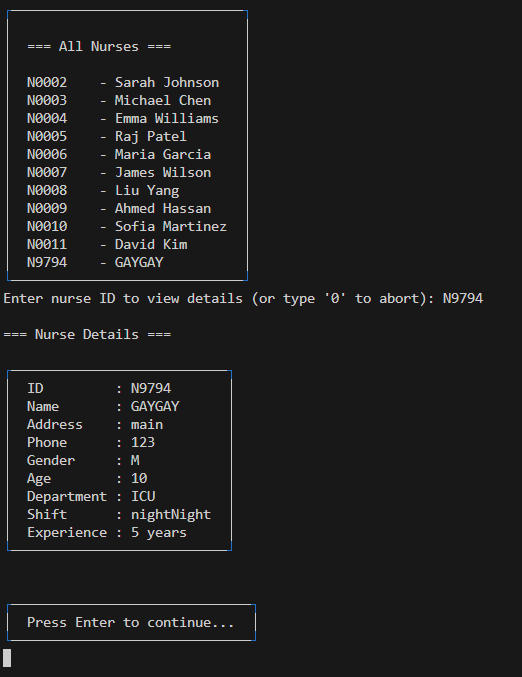 === All Nurses ===
N0002    - Sarah Johnson
N0003    - Michael Chen
N0004    - Emma Williams
N0005    - Raj Patel
N0006    - Maria Garcia
N0007    - James Wilson
N0008    - Liu Yang
N0009    - Ahmed Hassan
N0010    - Sofia Martinez
N0011    - David Kim
N9794    - GAYGAY
Enter nurse ID to view details (or type '0' to abort): N9794
=== Nurse Details ===
ID         : N9794
Name       : GAYGAY
Address    : main
Phone      : 123
Gender     : M
Age        : 10
Department : ICU
Shift      : nightNight
Experience : 5 years
Press Enter to continue...